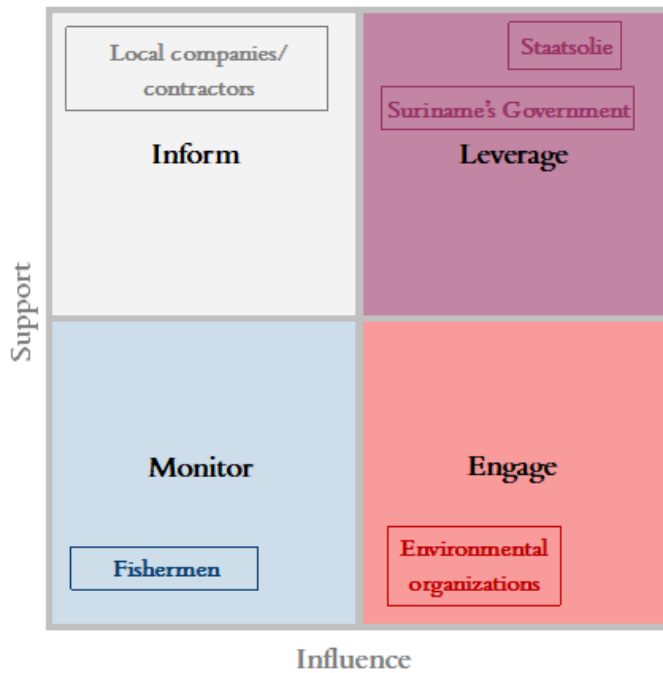 Local companies/
contractors
Staatsolie
Suriname's Government
Inform
Leverage
Support
Monitor
Engage
Fishermen
Environmental
organizations
Influence